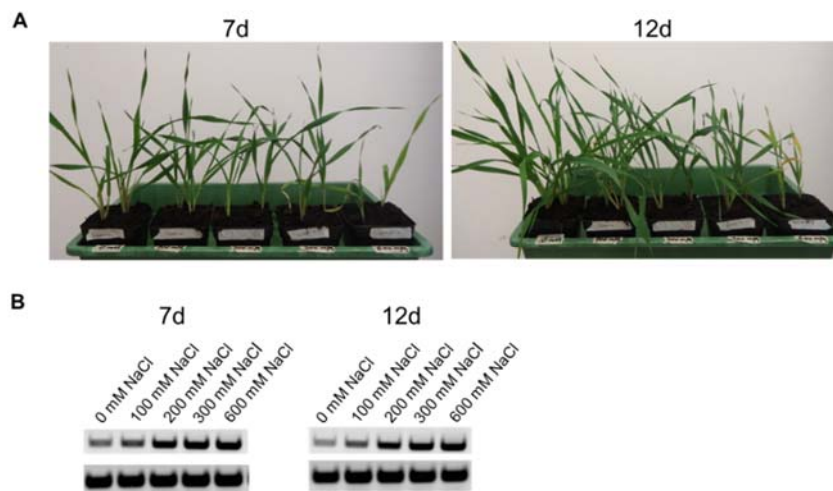 A
7d
12d
B
7d
12d
0 mM NaCl
100 mM NaCl
200 mM NaCl
300 mM NaCl
600 mM NaCl
0 mM NaCl
100 mM NaCl
200 mM NaCl
300 mM NaCl
600 mM NaCl